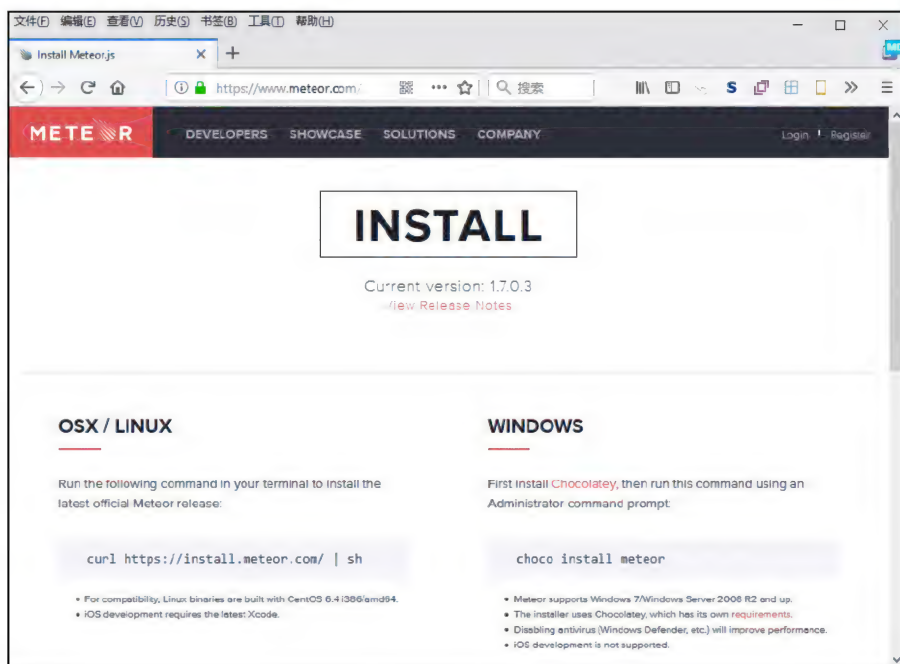 文件(F) 编辑(E) 查看(V) 历史(S) 书签(B) 工具(T) 帮助(H)
Install Meteor.js
https://www.meteor.com/
搜索
METEOR
DEVELOPERS SHOWCASE SOLUTIONS COMPANY
Login Register
INSTALL
Current version: 1.7.0.3
View Release Notes
OSX / LINUX
Run the following command in your terminal to install the
latest official Meteor release:
curl https://install.meteor.com/ | sh
• For compatibility, Linux binaries are built with CentOS 6.4 i386/amd64.
• iOS development requires the latest Xcode.
WINDOWS
First install Chocolatey, then run this command using an
Administrator command prompt:
choco install meteor
• Meteor supports Windows 7/Windows Server 2008 R2 and up.
• The installer uses Chocolatey, which has its own requirements.
• Disabling antivirus (Windows Defender, etc.) will improve performance.
• iOS development is not supported.